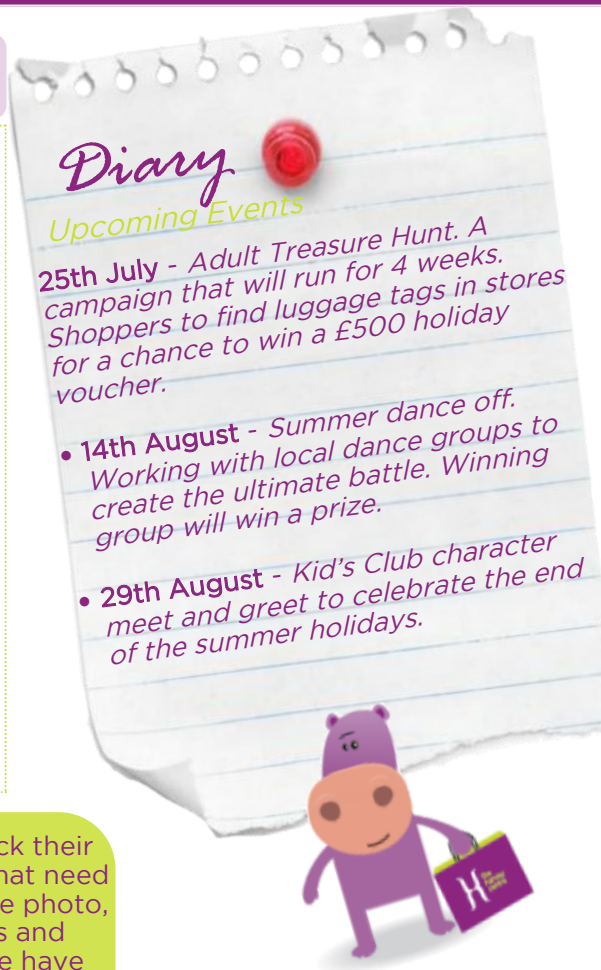 Diary
Upcoming Events
25th July - Adult Treasure Hunt. A
campaign that will run for 4 weeks.
Shoppers to find luggage tags in stores
for a chance to win a £500 holiday
voucher.
• 14th August - Summer dance off.
Working with local dance groups to
create the ultimate battle. Winning
group will win a prize.
• 29th August - Kid's Club character
meet and greet to celebrate the end
of the summer holidays.
ck their
hat need
e photo,
s and
e have